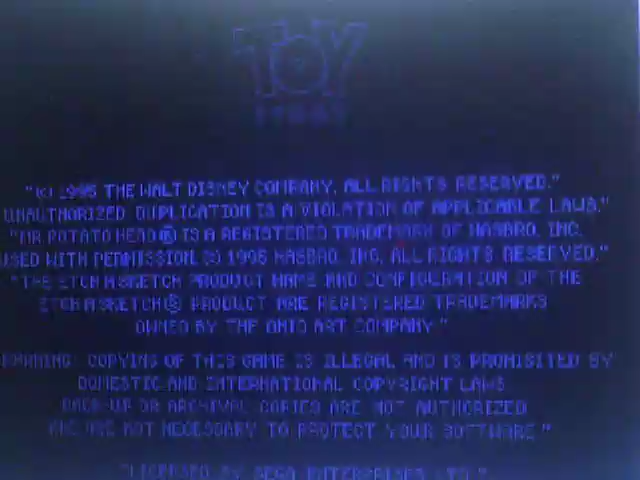 TOY
STORY
"(C) 1995 THE WALT DISNEY COMPANY. ALL RIGHTS RESERVED."
UNAUTHORIZED DUPLICATION IS A VIOLATION OF APPLICABLE LAWS."
"MR POTATO HEAD® IS A REGISTERED TRADEMARK OF HASBRO, INC.
USED WITH PERMISSION (C) 1995 HASBRO, INC. ALL RIGHTS RESERVED."
"THE ETCH A SKETCH PRODUCT NAME AND CONFIGURATION OF THE
ETCH A SKETCH® PRODUCT ARE REGISTERED TRADEMARKS
OWNED BY THE OHIO ART COMPANY."
WARNING: COPYING OF THIS GAME IS ILLEGAL AND IS PROHIBITED BY
DOMESTIC AND INTERNATIONAL COPYRIGHT LAWS
BACK-UP OR ARCHIVAL COPIES ARE NOT AUTHORIZED
AND ARE NOT NECESSARY TO PROTECT YOUR SOFTWARE."
"LICENSED BY SEGA ENTERPRISES LTD."